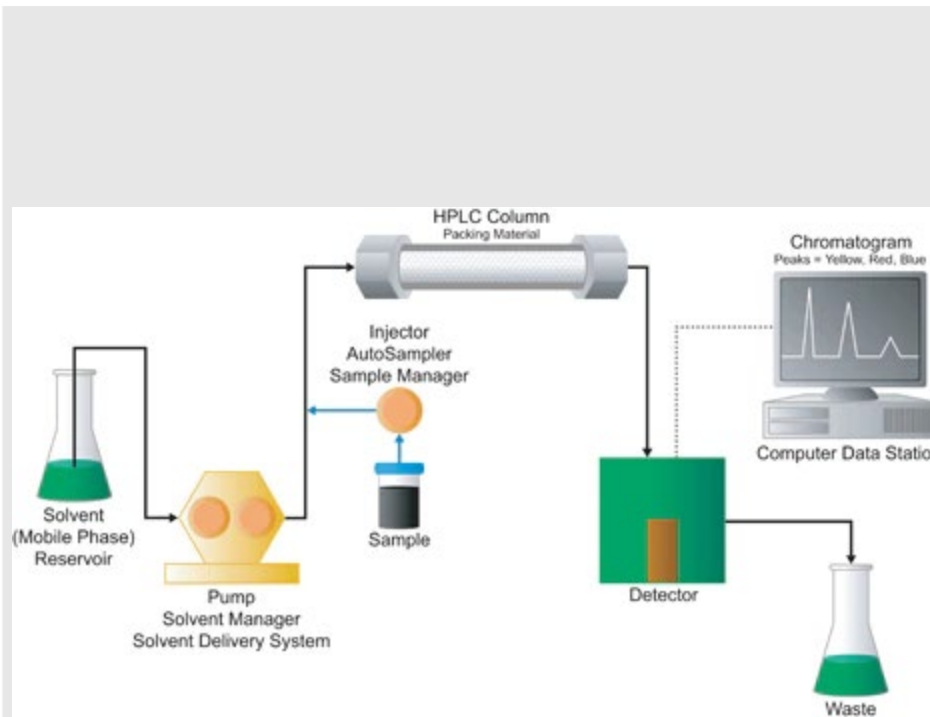 HPLC Column
Packing Material
Chromatogram
Peaks = Yellow, Red, Blue
Injector
AutoSampler
Sample Manager
Computer Data Statio
Solvent
(Mobile Phase)
Reservoir
Sample
Pump
Solvent Manager
Solvent Delivery System
Detector
Waste